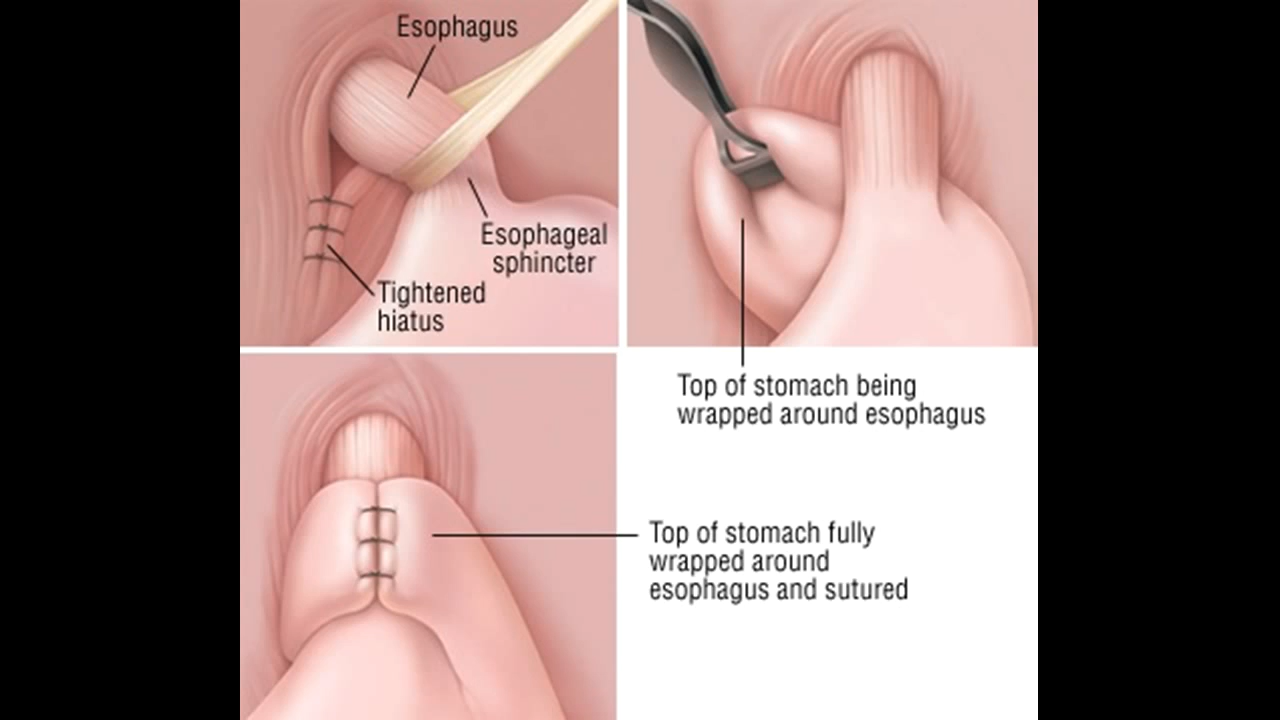 Esophagus
Esophageal
sphincter
Tightened
hiatus
Top of stomach being
wrapped around esophagus
Top of stomach fully
wrapped around
esophagus and sutured